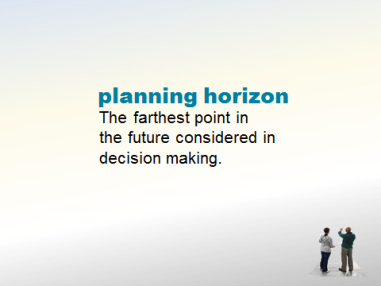 planning horizon
The farthest point in
the future considered in
decision making.